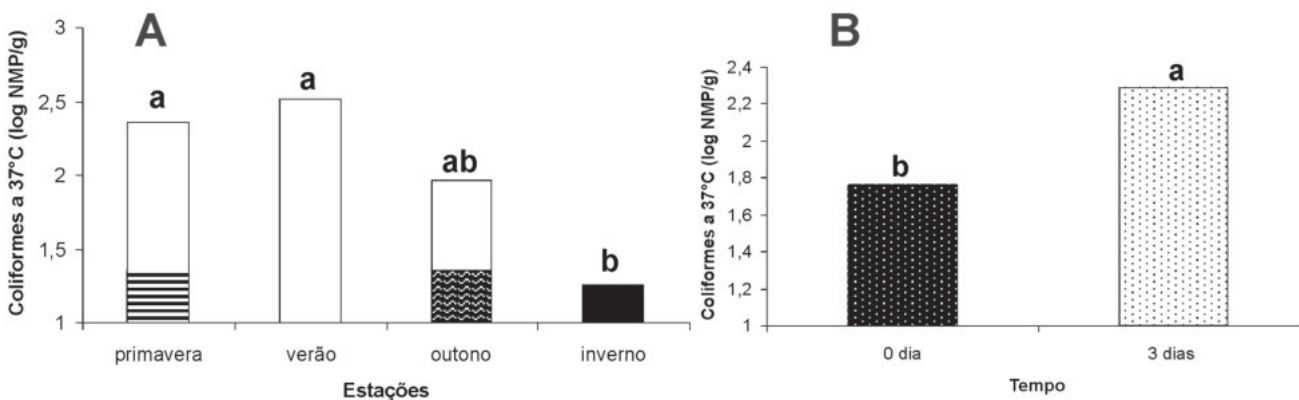 A
Coliformes a 37°C (log NMP/g)
3
2,5
2
1,5
1
a
a
ab
b
primavera
verão
outono
inverno
Estações
B
Coliformes a 37°C (log NMP/g)
2,4
2,2
2
1,8
1,6
1,4
1,2
1
b
a
0 dia
3 dias
Tempo